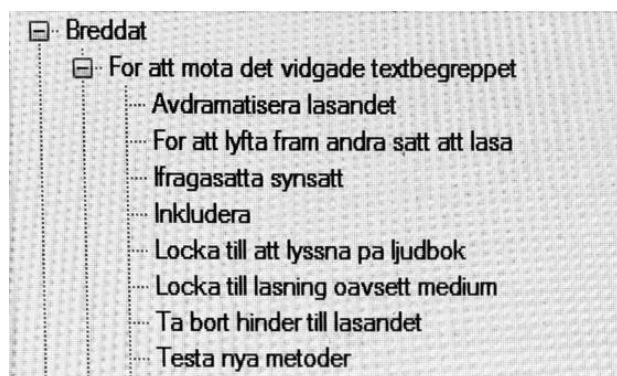 Breddat
For att mota det vidgade textbegreppet
Avdramatisera lasandet
For att lyfta fram andra satt att lasa
Ifragasatta synsatt
Inkludera
Locka till att lyssna pa ljudbok
Locka till lasning oavsett medium
Ta bort hinder till lasandet
Testa nya metoder